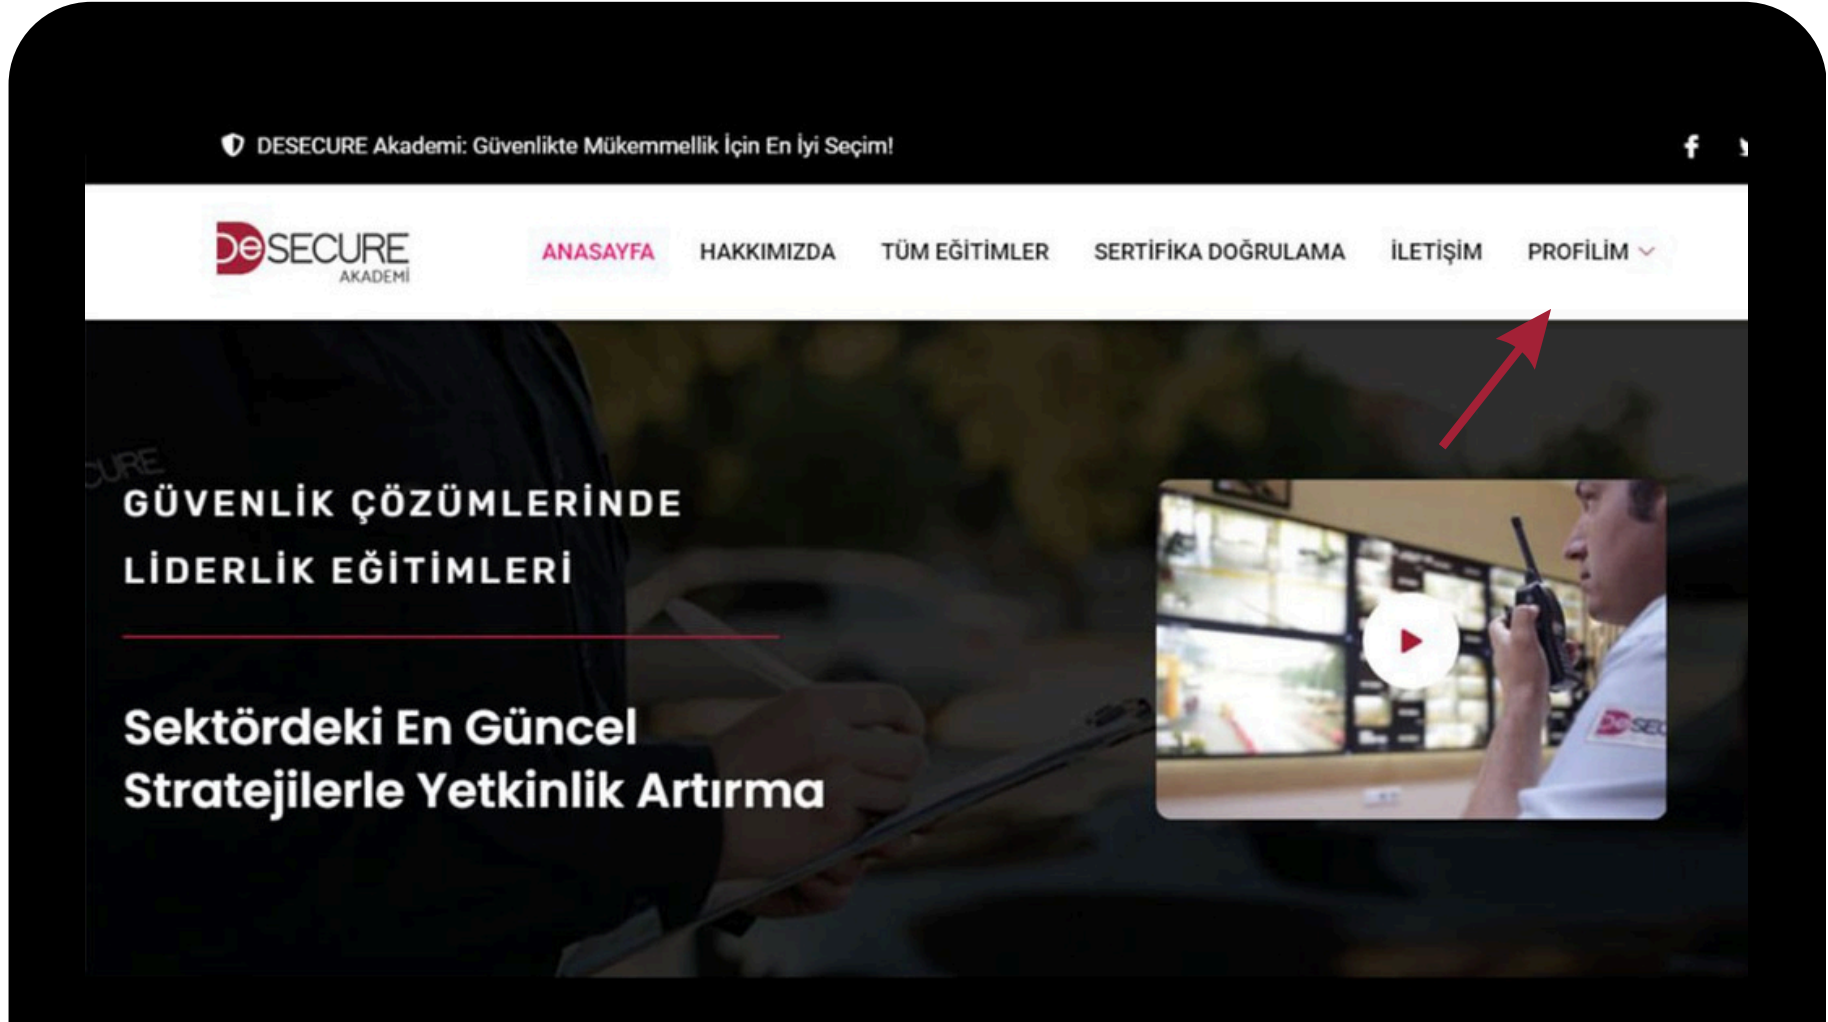 DESECURE Akademi: Güvenlikte Mükemmellik İçin En İyi Seçim!
DeSECURE
AKADEMİ
ANASAYFA HAKKIMIZDA TÜM EĞİTİMLER SERTİFİKA DOĞRULAMA İLETİŞİM PROFİLİM
CURE
GÜVENLİK ÇÖZÜMLERİNDE
LİDERLİK EĞİTİMLERİ
Sektördeki En Güncel
Stratejilerle Yetkinlik Artırma
DeSEC